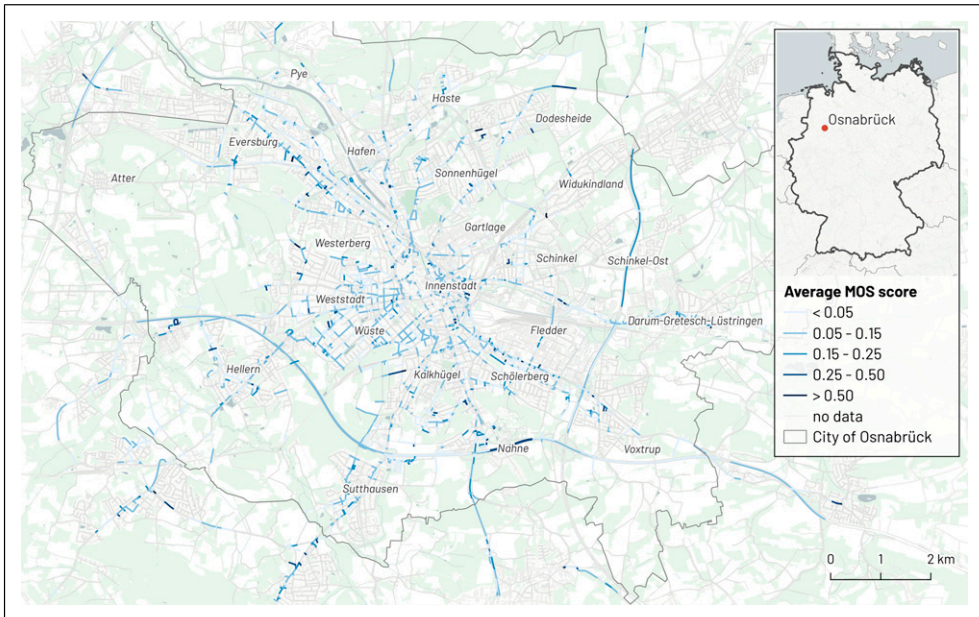 Pye
Haste
Dodesheide
Eversburg
Hafen
Atter
Sonnenhügel
Widukindland
Gartlage
Westerberg
Schinkel
Schinkel-Ost
Innenstadt
Weststadt
Wüste
Fledder
Darum-Gretesch-Lüstringen
Hellern
Kalkhügel
Schölerberg
Nahne
Voxtrup
Sutthausen
Osnabrück
Average MOS score
< 0.05
0.05 - 0.15
0.15 - 0.25
0.25 - 0.50
> 0.50
no data
City of Osnabrück
0 1 2 km